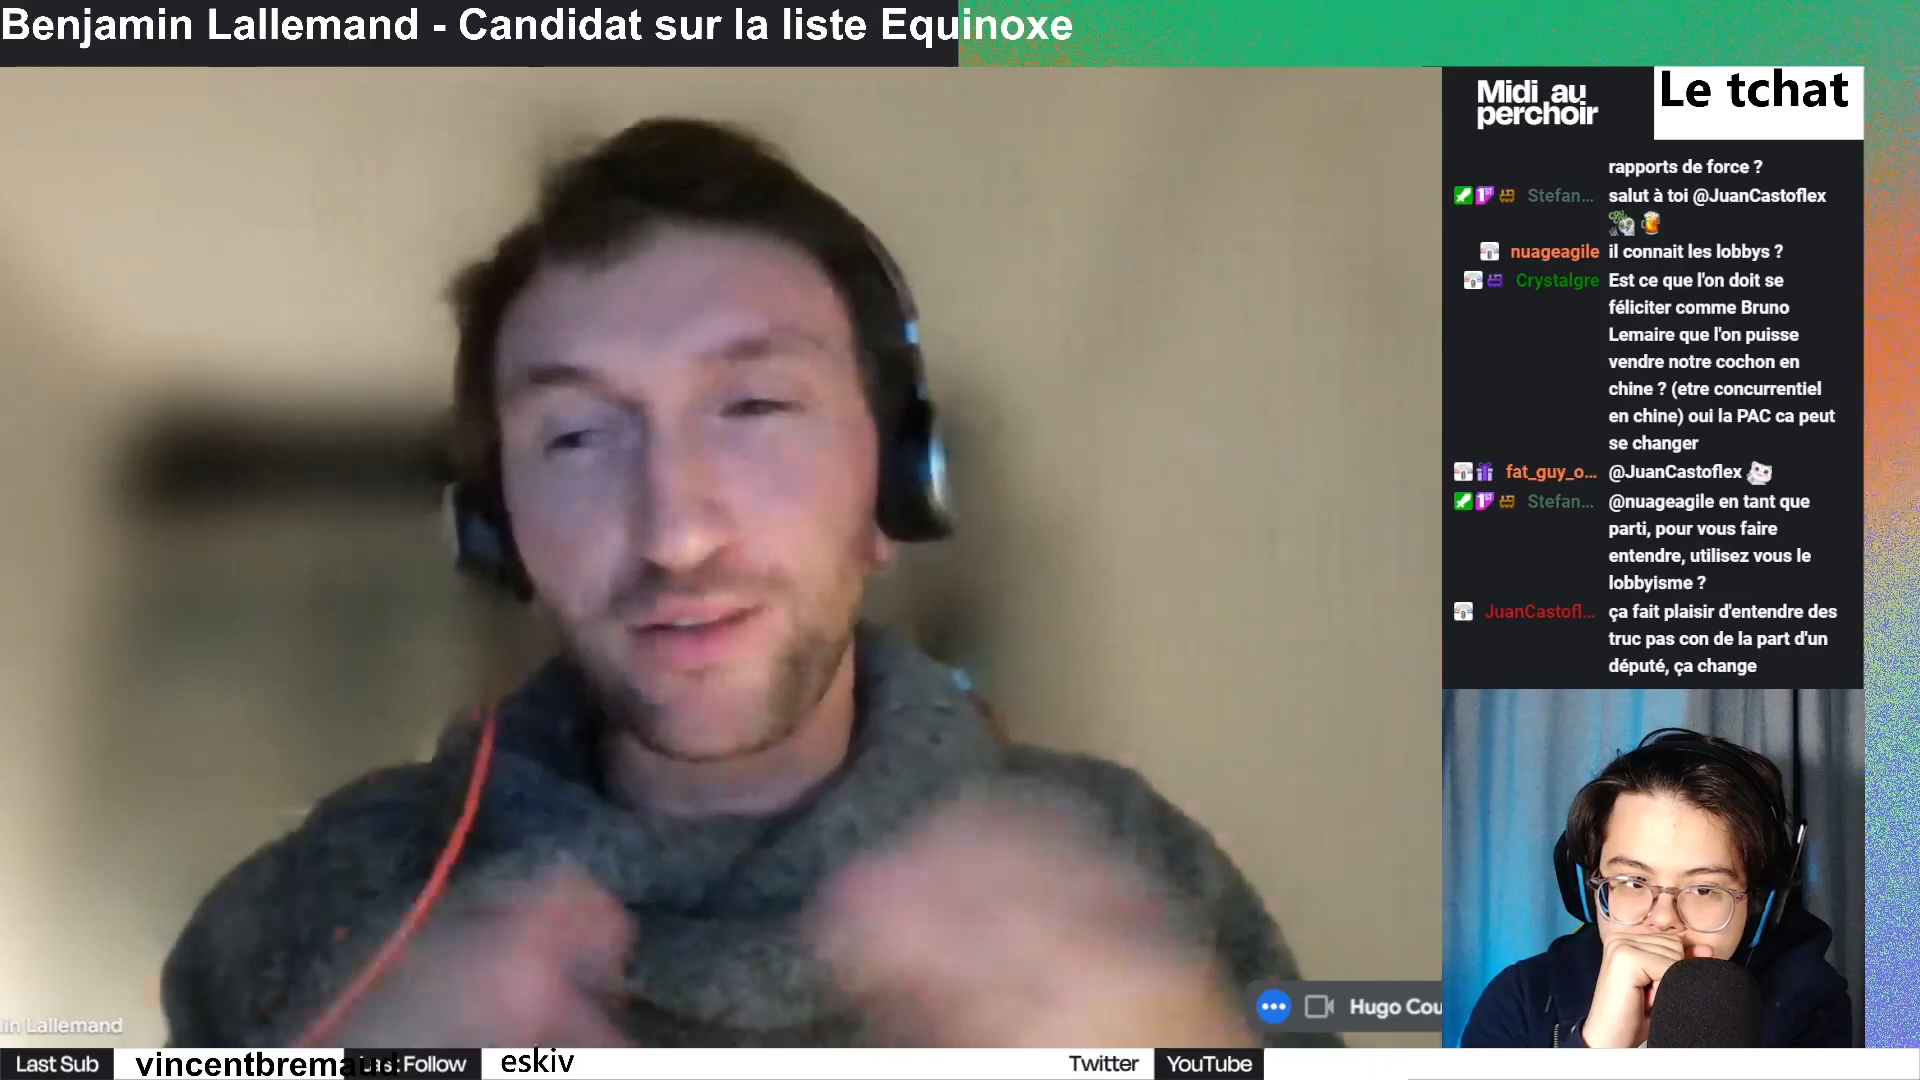 Benjamin Lallemand - Candidat sur la liste Equinoxe
Midi au
perchoir
Le tchat
rapports de force ?
Stefan... salut à toi @JuanCastoflex
nuageagile il connait les lobbys ?
Crystalgre Est ce que l'on doit se
féliciter comme Bruno
Lemaire que l'on puisse
vendre notre cochon en
chine ? (etre concurrentiel
en chine) oui la PAC ca peut
se changer
fat_guy_o... @JuanCastoflex
Stefan... @nuageagile en tant que
parti, pour vous faire
entendre, utilisez vous le
lobbyisme ?
JuanCastofl... ça fait plaisir d'entendre des
truc pas con de la part d'un
député, ça change
Hugo Cou
in Lallemand
Last Sub vincentbremaud Last Follow eskiv Twitter YouTube